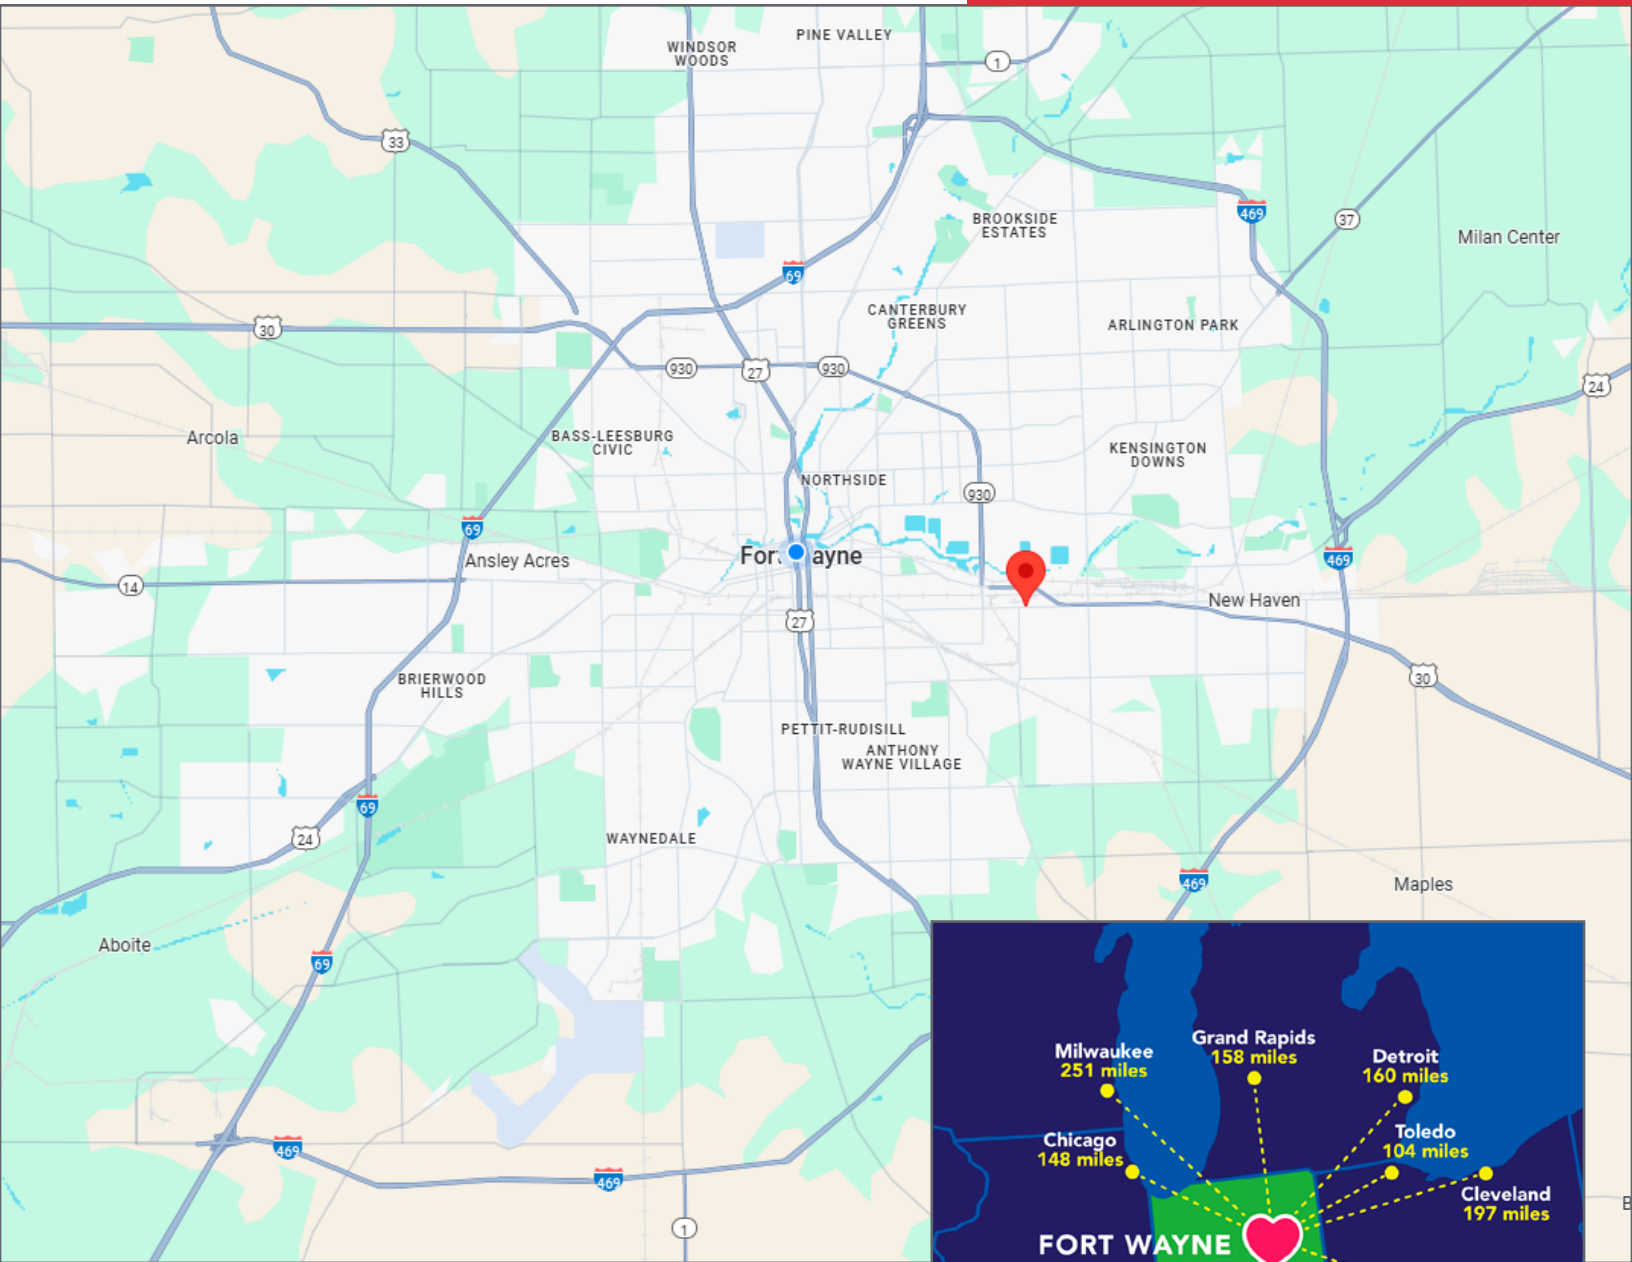 PINE VALLEY
WINDSOR
WOODS
1
33
469
37
BROOKSIDE
ESTATES
Milan Center
69
CANTERBURY
GREENS
ARLINGTON PARK
30
930
27
930
24
Arcola
BASS-LEESBURG
CIVIC
KENSINGTON
DOWNS
NORTHSIDE
930
69
Ansley Acres
Fort Wayne
469
14
New Haven
27
BRIERWOOD
HILLS
30
PETTIT-RUDISILL
ANTHONY
WAYNE VILLAGE
69
24
WAYNEDALE
469
Maples
Aboite
69
469
469
1
Grand Rapids
158 miles
Milwaukee
251 miles
Detroit
160 miles
Toledo
104 miles
Chicago
148 miles
Cleveland
197 miles
FORT WAYNE